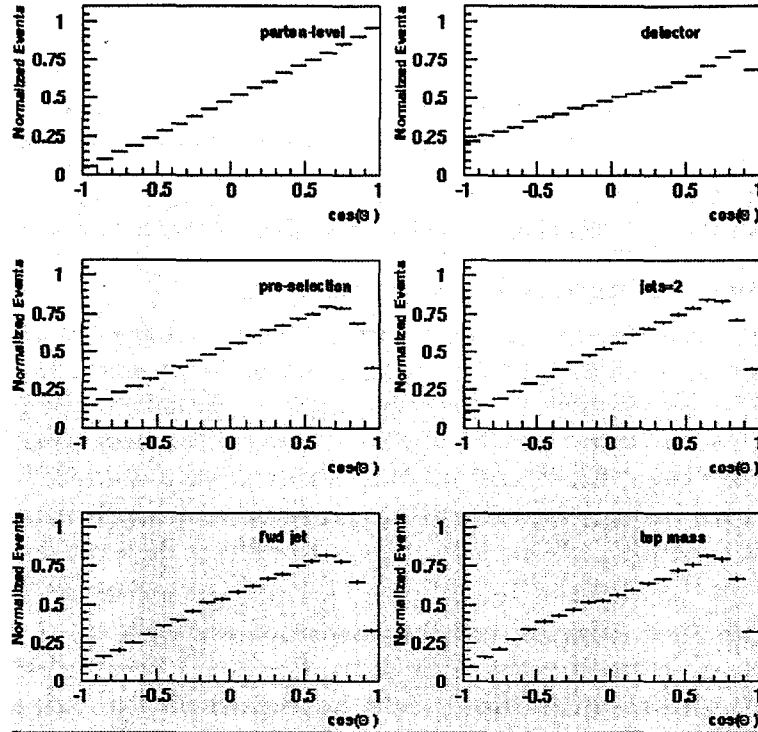 Normalized Events
1
0.75
0.5
0.25
0
parton-level
-1 -0.5 0 0.5 1
cos(Θ)
Normalized Events
1
0.75
0.5
0.25
0
detector
-1 -0.5 0 0.5 1
cos(Θ)
Normalized Events
1
0.75
0.5
0.25
0
pre-selection
-1 -0.5 0 0.5 1
cos(Θ)
Normalized Events
1
0.75
0.5
0.25
0
jets=2
-1 -0.5 0 0.5 1
cos(Θ)
Normalized Events
1
0.75
0.5
0.25
0
fwd jet
-1 -0.5 0 0.5 1
cos(Θ)
Normalized Events
1
0.75
0.5
0.25
0
top mass
-1 -0.5 0 0.5 1
cos(Θ)